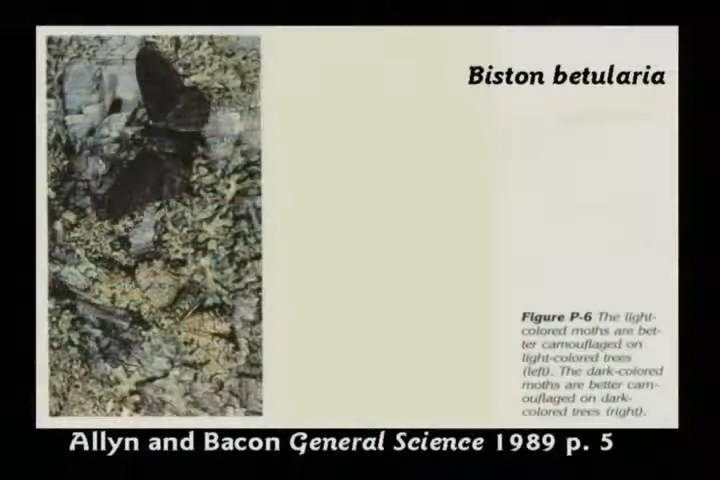 Biston betularia
Figure P-6 The light-
colored moths are bet-
ter camouflaged on
light-colored trees
(left). The dark-colored
moths are better cam-
ouflaged on dark-
colored trees (right).
Allyn and Bacon General Science 1989 p. 5